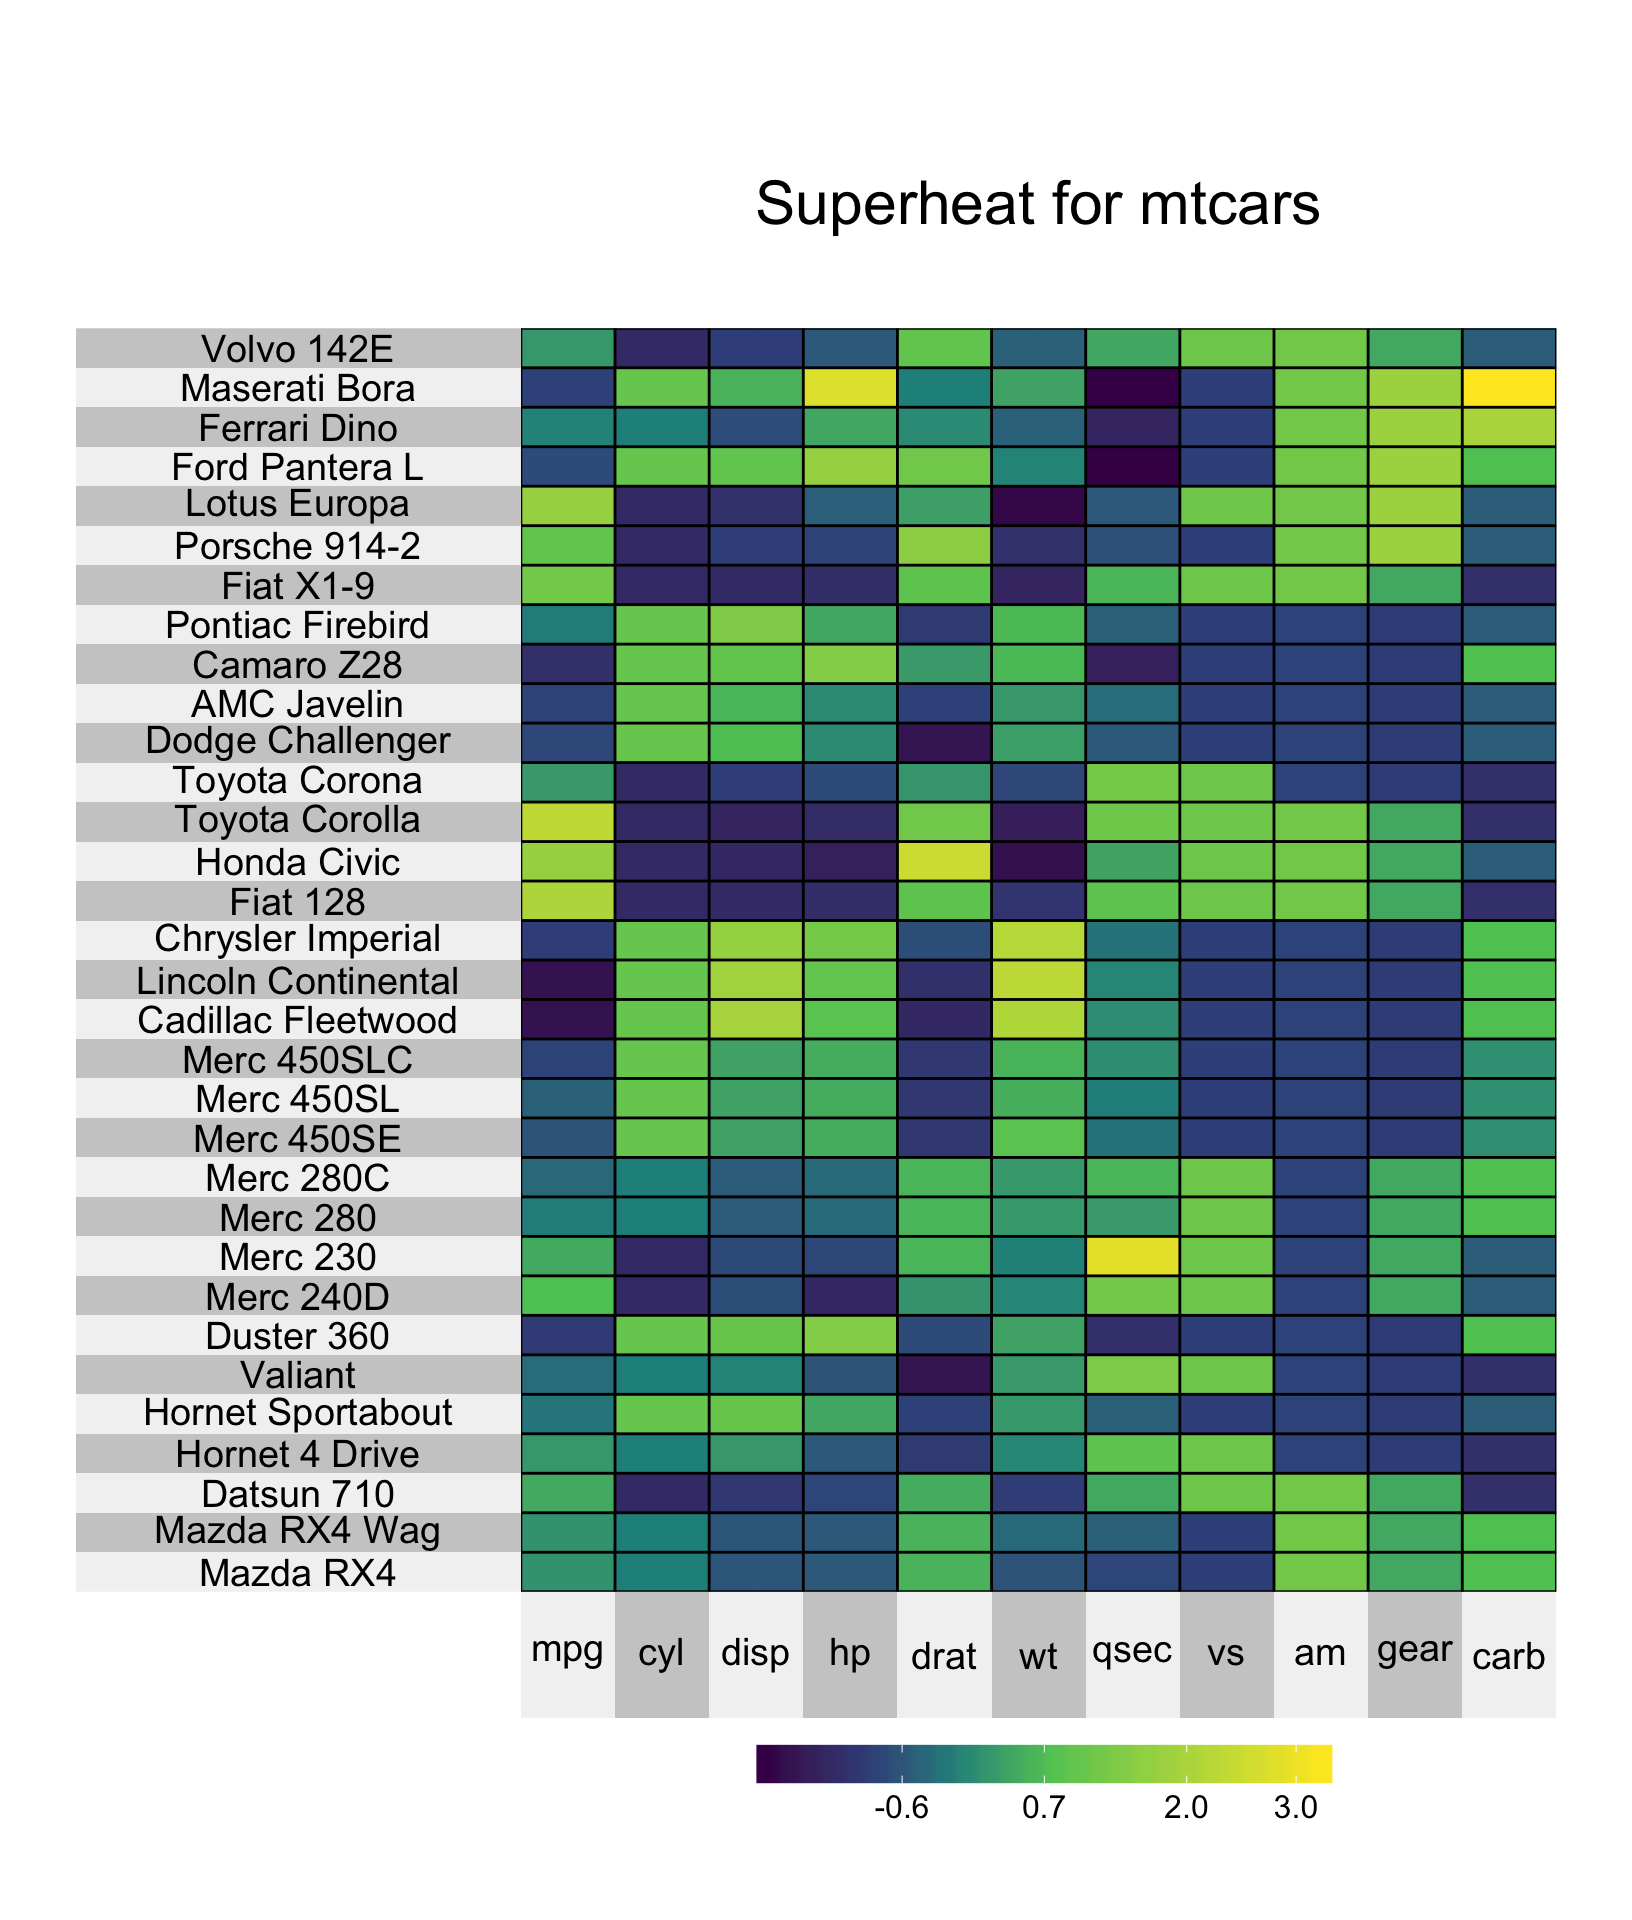 Superheat for mtcars
Volvo 142E
Maserati Bora
Ferrari Dino
Ford Pantera L
Lotus Europa
Porsche 914-2
Fiat X1-9
Pontiac Firebird
Camaro Z28
AMC Javelin
Dodge Challenger
Toyota Corona
Toyota Corolla
Honda Civic
Fiat 128
Chrysler Imperial
Lincoln Continental
Cadillac Fleetwood
Merc 450SLC
Merc 450SL
Merc 450SE
Merc 280C
Merc 280
Merc 230
Merc 240D
Duster 360
Valiant
Hornet Sportabout
Hornet 4 Drive
Datsun 710
Mazda RX4 Wag
Mazda RX4
mpg cyl disp hp drat wt qsec vs am gear carb
-0.6 0.7 2.0 3.0